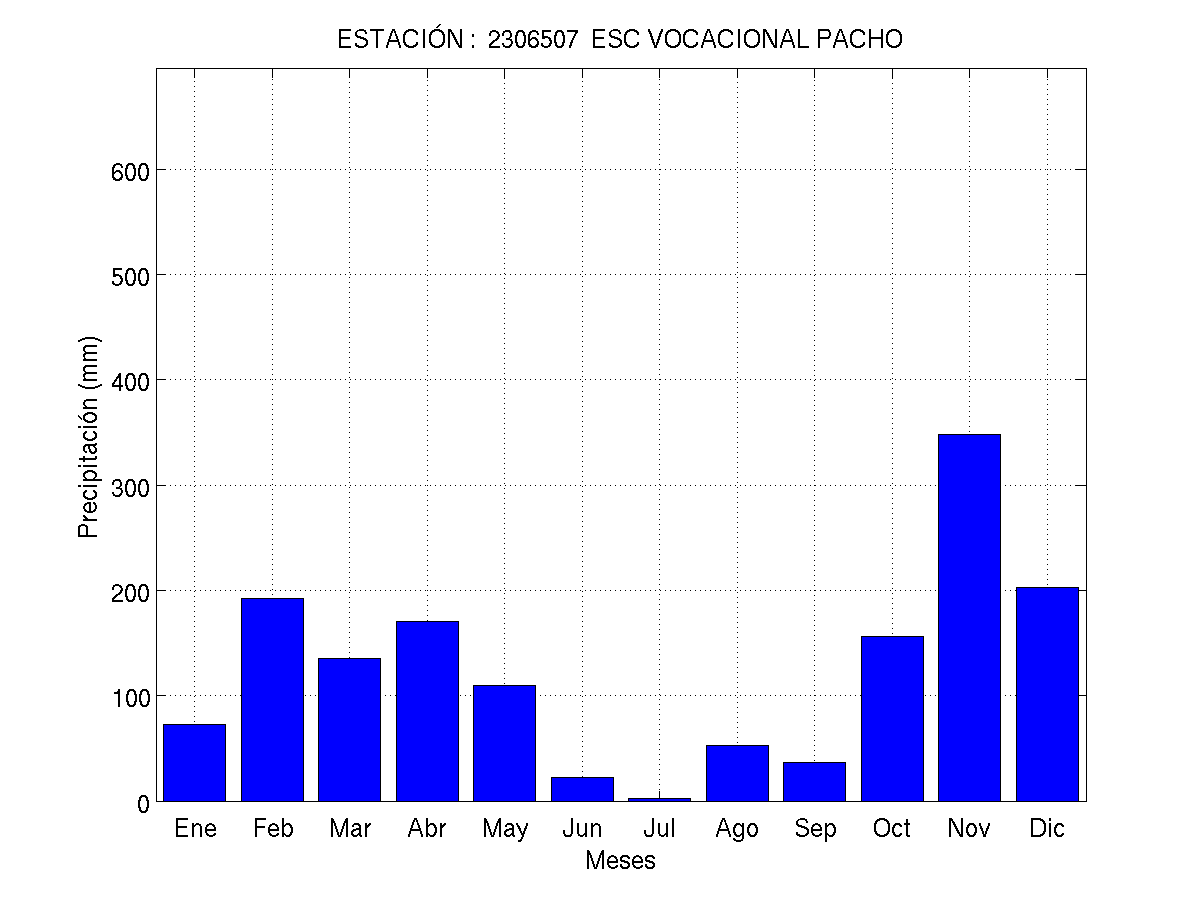 ESTACIÓN : 2306507 ESC VOCACIONAL PACHO
600
500
400
300
200
100
0
Precipitación (mm)
Ene Feb Mar Abr May Jun Jul Ago Sep Oct Nov Dic
Meses